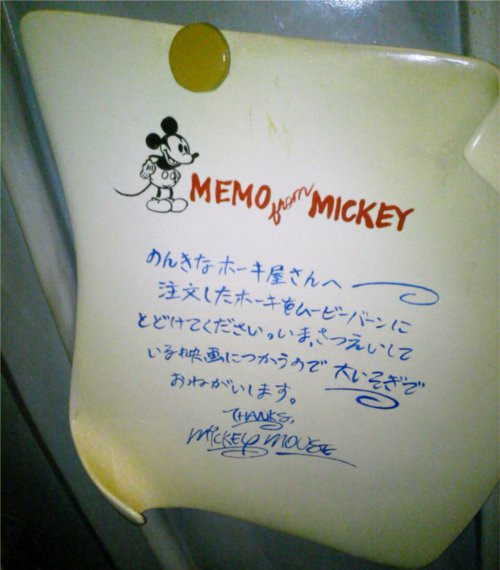 MEMO from MICKEY
のんきなホーキ屋さんへ
注文したホーキをムービーバーンに
とどけてください。いま、さつえいして
いる映画につかうので 大いそぎで
おねがいします。
THANKS,
MICKEY MOUSE